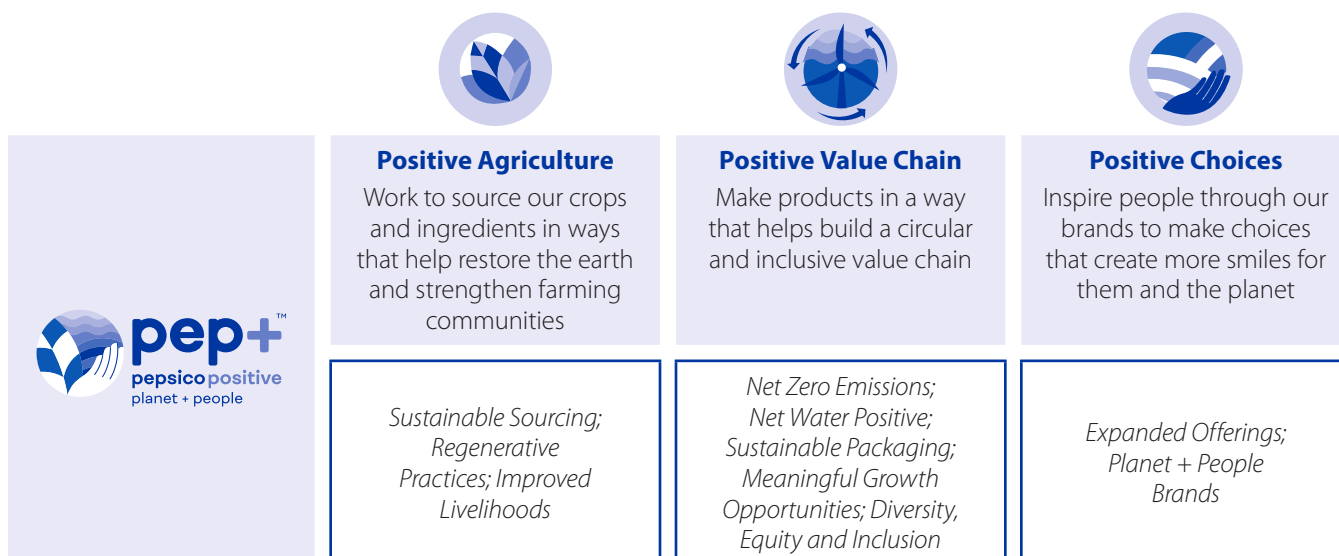 pep+™
pepsico positive
planet + people
Positive Agriculture
Work to source our crops
and ingredients in ways
that help restore the earth
and strengthen farming
communities
Sustainable Sourcing;
Regenerative
Practices; Improved
Livelihoods
Positive Value Chain
Make products in a way
that helps build a circular
and inclusive value chain
Net Zero Emissions;
Net Water Positive;
Sustainable Packaging;
Meaningful Growth
Opportunities; Diversity,
Equity and Inclusion
Positive Choices
Inspire people through our
brands to make choices
that create more smiles for
them and the planet
Expanded Offerings;
Planet + People
Brands